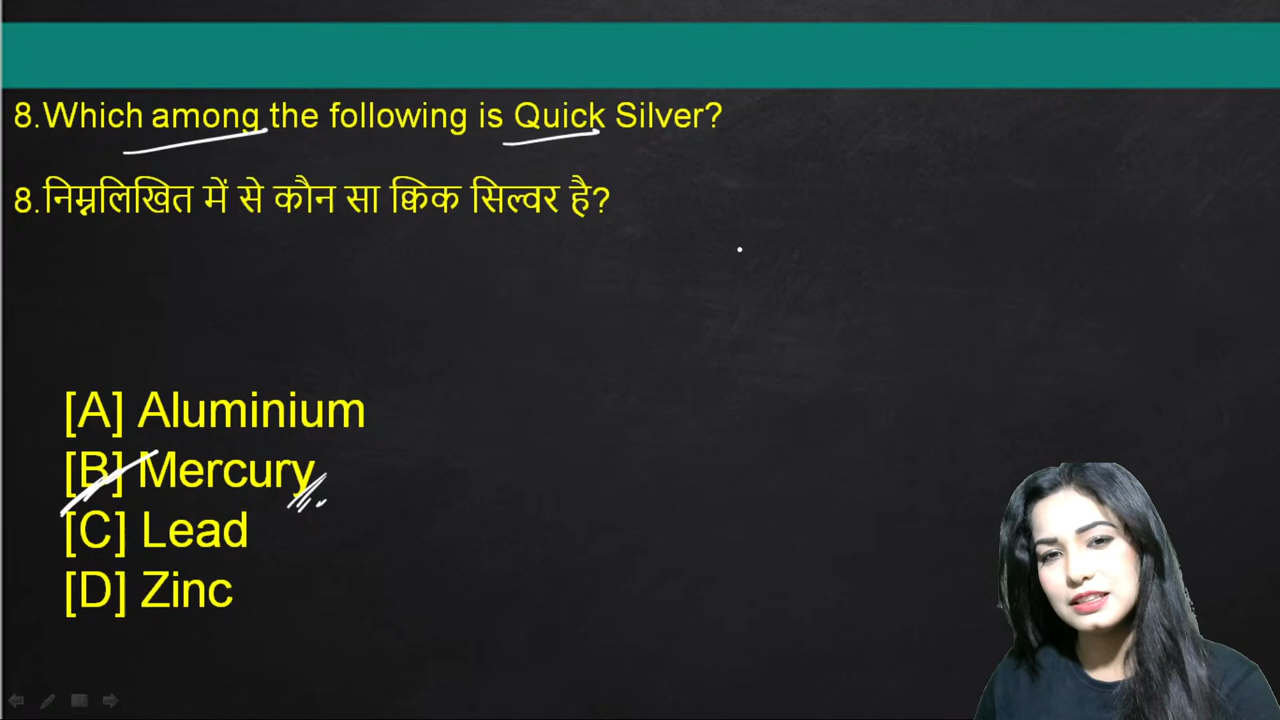 8.Which among the following is Quick Silver?
8.निम्नलिखित में से कौन सा क्विक सिल्वर है?
[A] Aluminium
[B] Mercury
[C] Lead
[D] Zinc